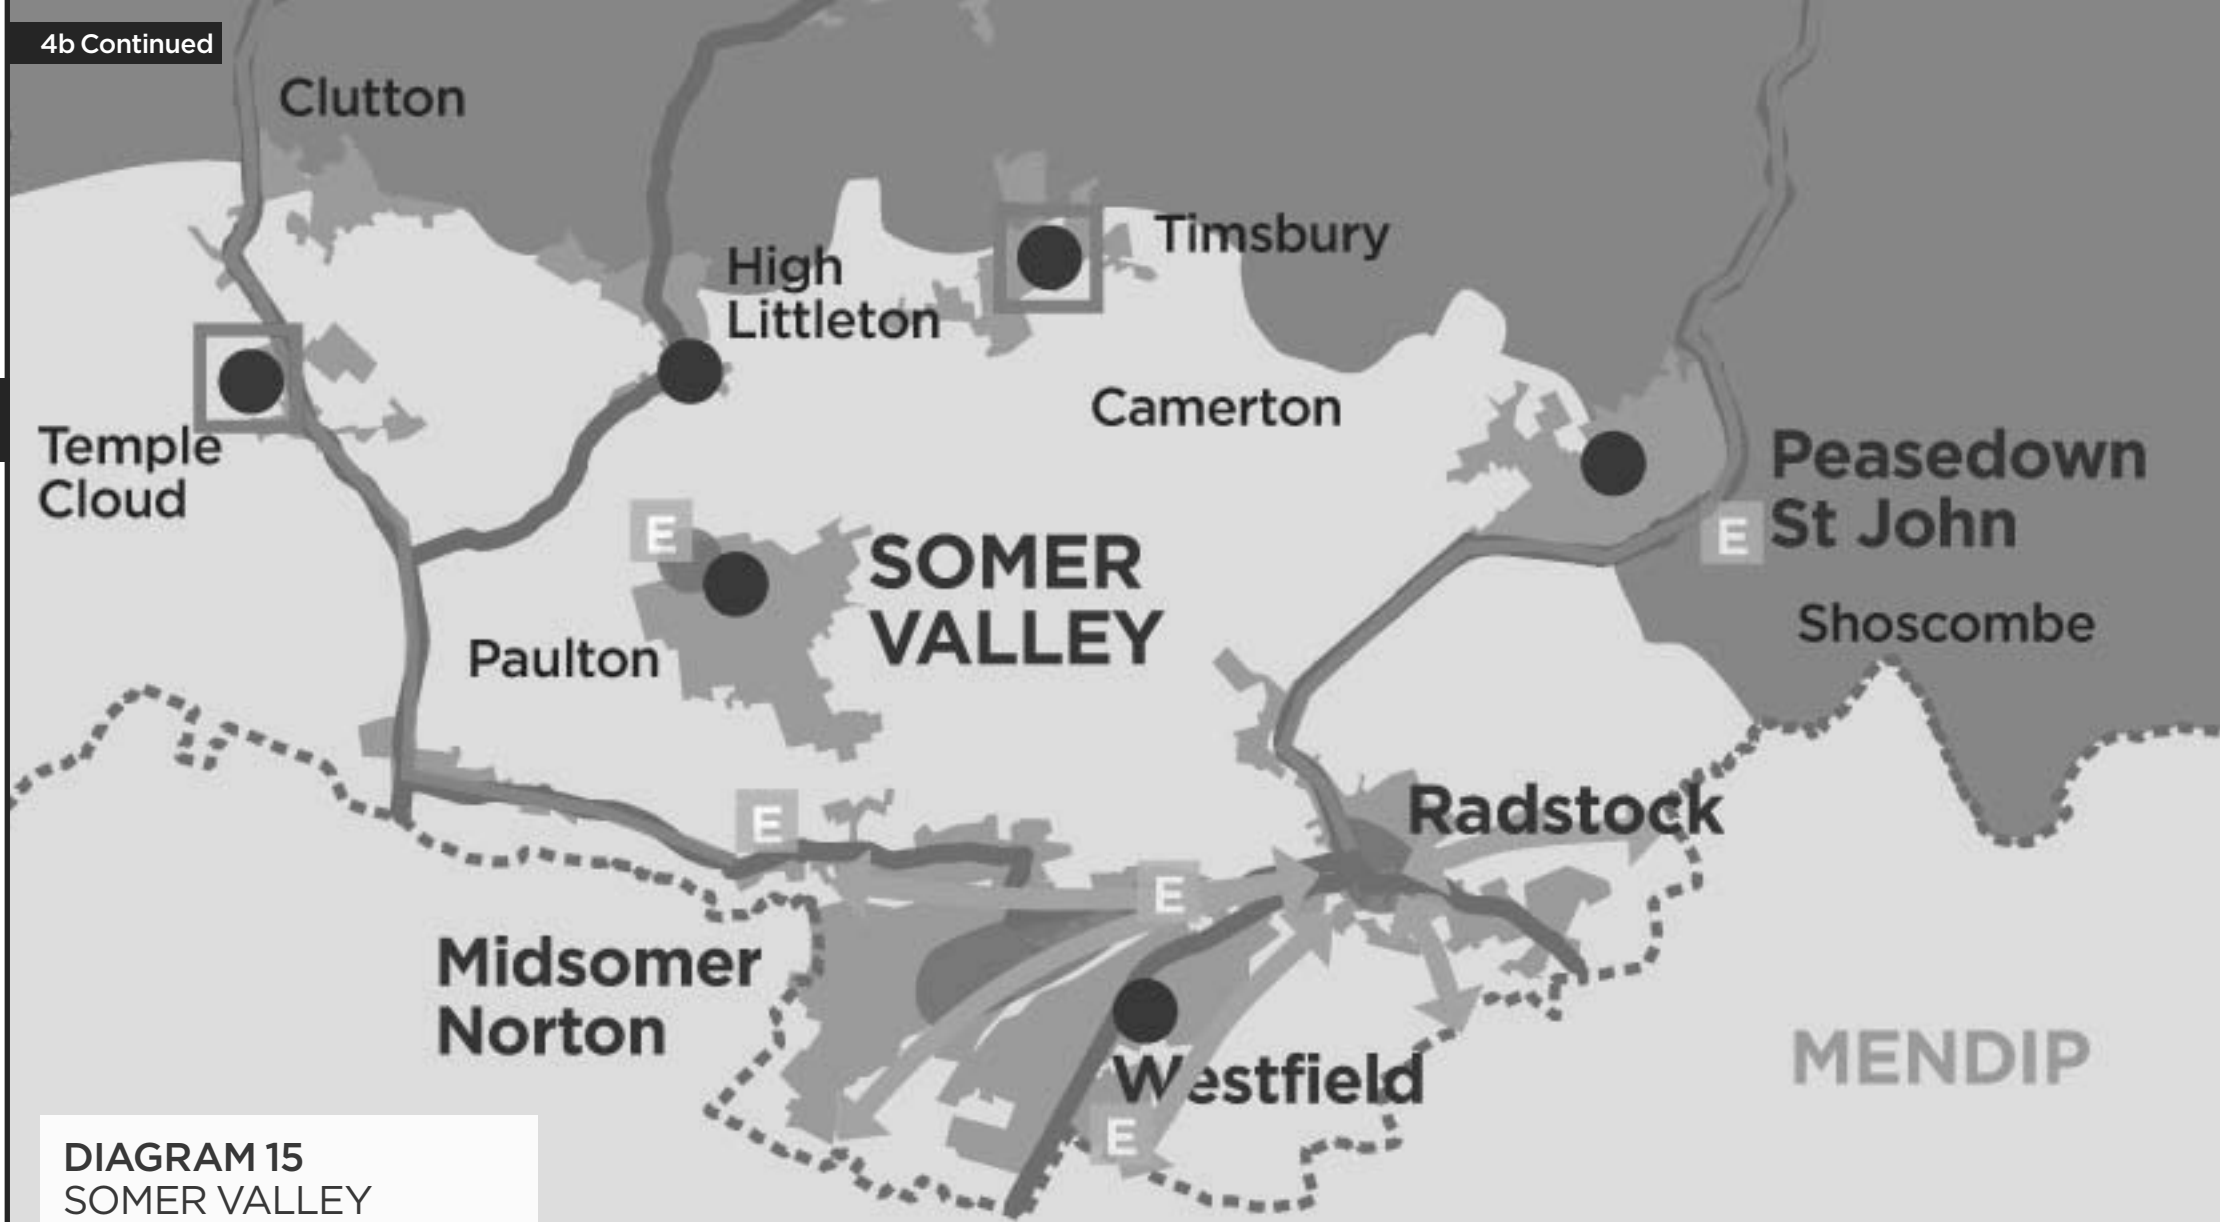 4b Continued
Clutton
High
Littleton
Timsbury
Camerton
Temple
Cloud
Peasedown
St John
E
E
SOMER
VALLEY
Paulton
Shoscombe
E
Radstock
E
Midsomer
Norton
Westfield
MENDIP
E
DIAGRAM 15
SOMER VALLEY